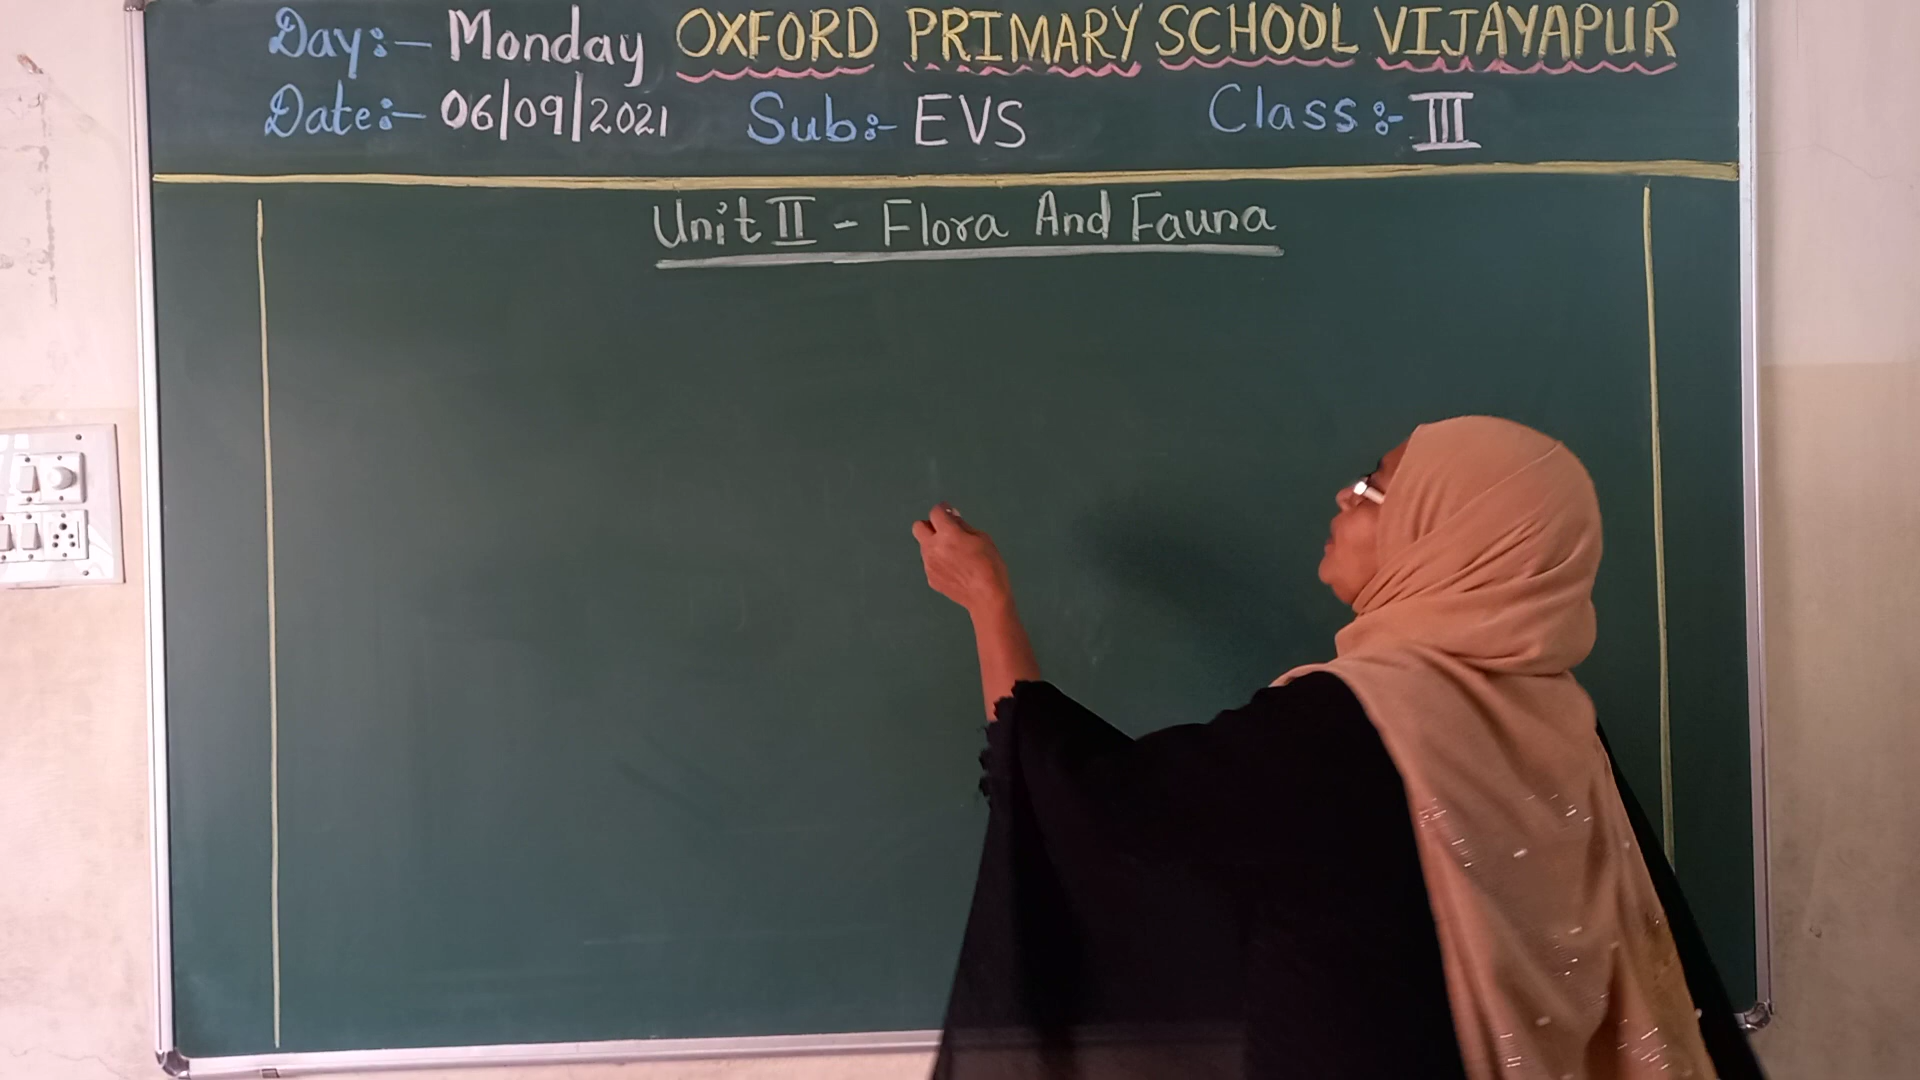 Day:- Monday OXFORD PRIMARY SCHOOL VIJAYAPUR
Date:- 06/09/2021 Sub:- EVS Class:- III
Unit II - Flora And Fauna